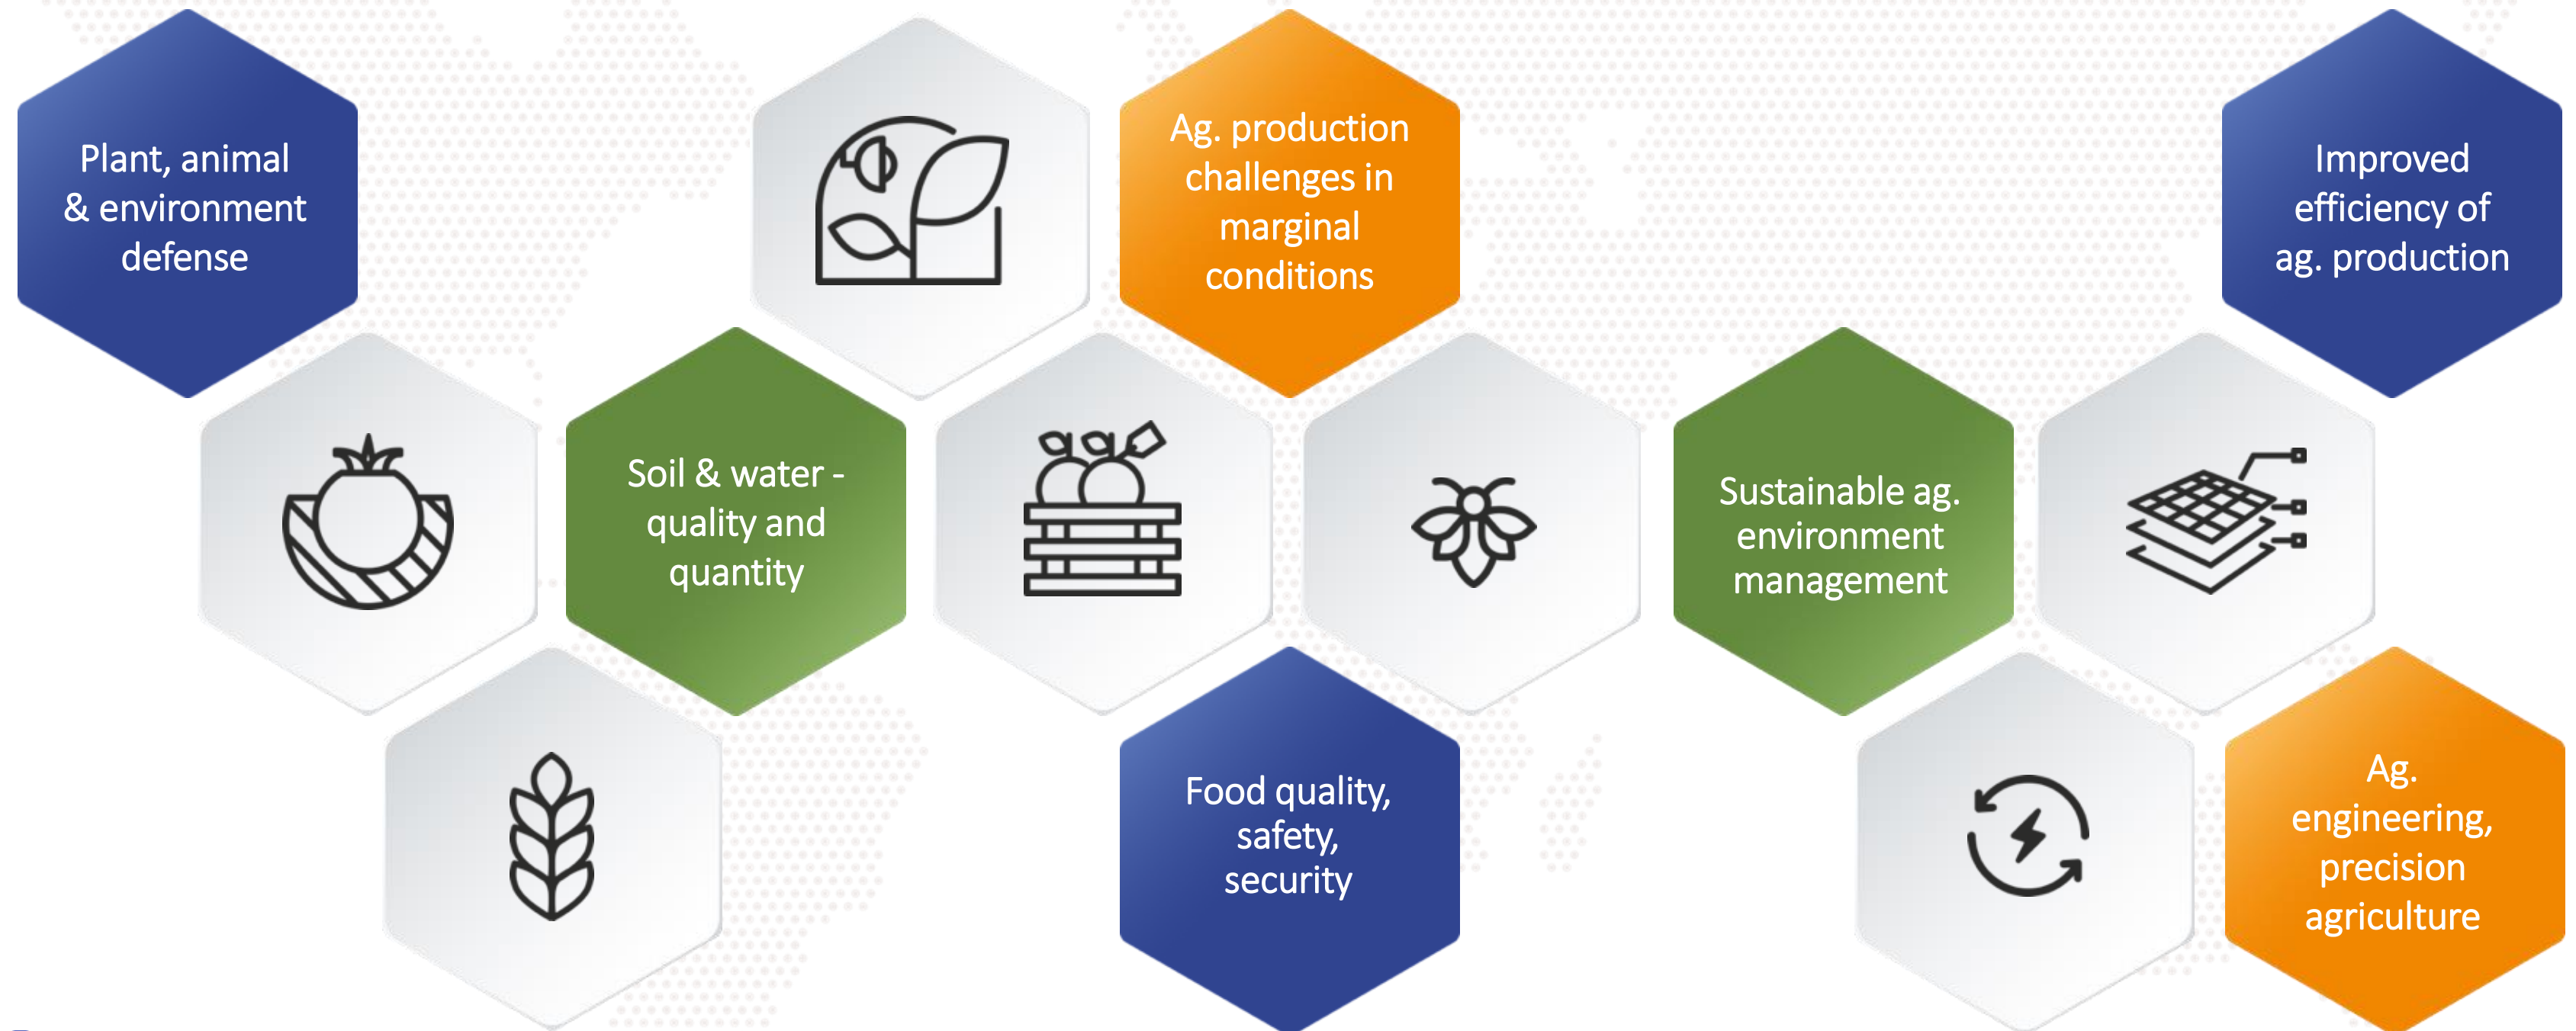 Plant, animal
& environment
defense
Ag. production
challenges in
marginal
conditions
Improved
efficiency of
ag. production
Soil & water -
quality and
quantity
Sustainable ag.
environment
management
Food quality,
safety,
security
Ag.
engineering,
precision
agriculture